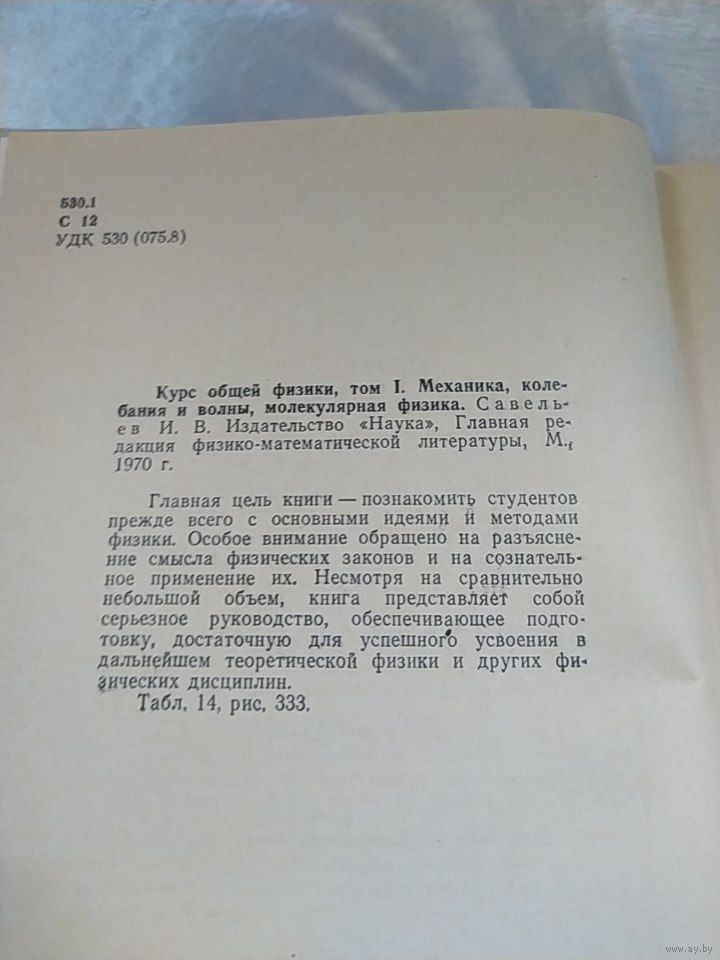 530.1
С 12
УДК 530 (075.8)
Курс общей физики, том I. Механика, коле-
бания и волны, молекулярная физика. Савель-
ев И. В. Издательство «Наука», Главная ре-
дакция физико-математической литературы, М.,
1970 г.
Главная цель книги — познакомить студентов
прежде всего с основными идеями и методами
физики. Особое внимание обращено на разъясне-
ние смысла физических законов и на сознатель-
ное применение их. Несмотря на сравнительно
небольшой объем, книга представляет собой
серьезное руководство, обеспечивающее подго-
товку, достаточную для успешного усвоения в
дальнейшем теоретической физики и других фи-
зических дисциплин.
Табл. 14, рис. 333.
www.ay.by